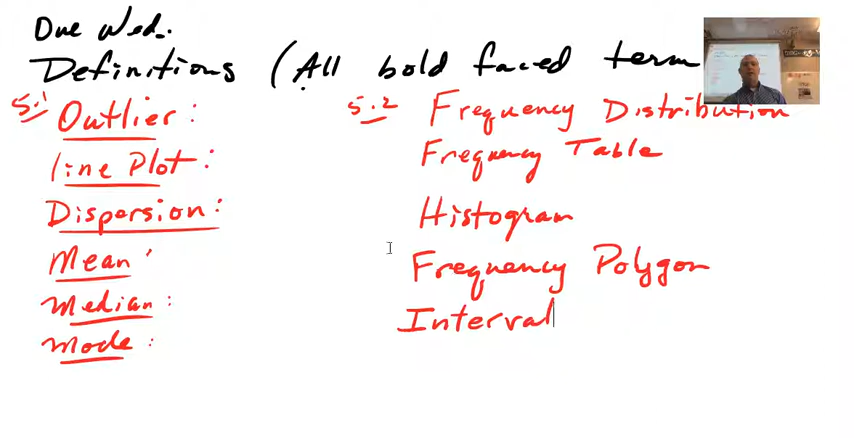 Due Wed.
Definitions (All bold faced term
5.1 Outlier:
Line Plot:
Dispersion:
Mean:
Median:
Mode:
5.2 Frequency Distribution
Frequency Table
Histogram
Frequency Polygon
Interval